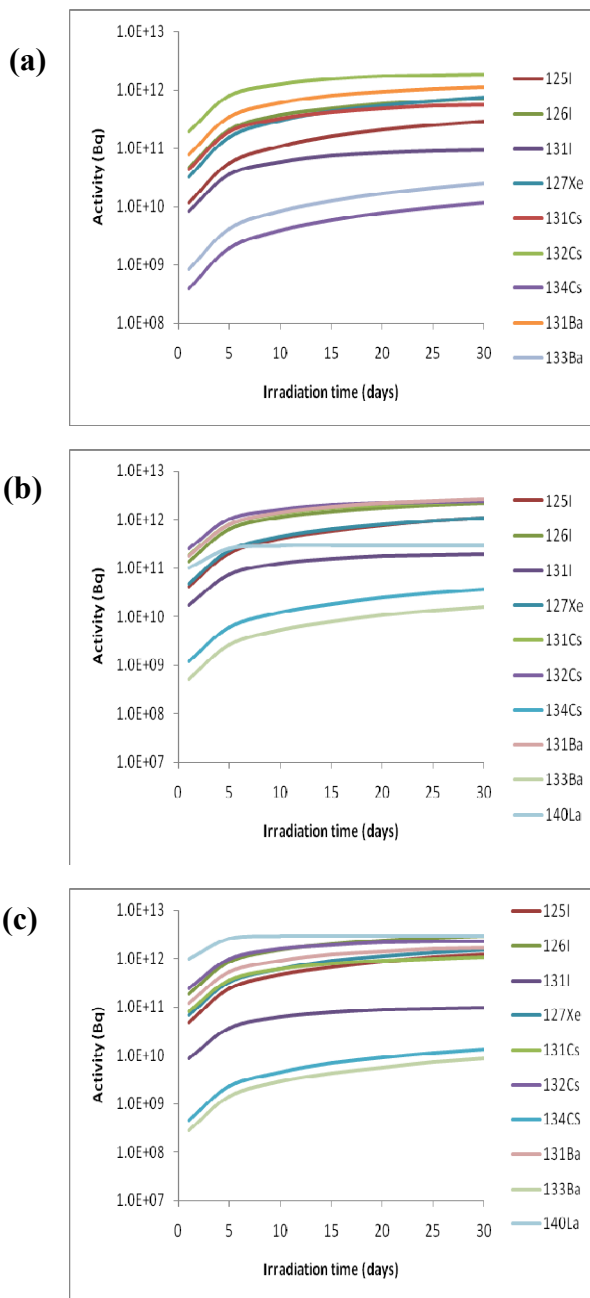 (a)
1.0E+13
1.0E+12
1.0E+11
1.0E+10
1.0E+09
1.0E+08
Activity (Bq)
0 5 10 15 20 25 30
Irradiation time (days)
125I
126I
131I
127Xe
131Cs
132Cs
134Cs
131Ba
133Ba
(b)
1.0E+13
1.0E+12
1.0E+11
1.0E+10
1.0E+09
1.0E+08
1.0E+07
Activity (Bq)
0 5 10 15 20 25 30
Irradiation time (days)
125I
126I
131I
127Xe
131Cs
132Cs
134Cs
131Ba
133Ba
140La
(c)
1.0E+13
1.0E+12
1.0E+11
1.0E+10
1.0E+09
1.0E+08
1.0E+07
Activity (Bq)
0 5 10 15 20 25 30
Irradiation time (days)
125I
126I
131I
127Xe
131Cs
132Cs
134CS
131Ba
133Ba
140La